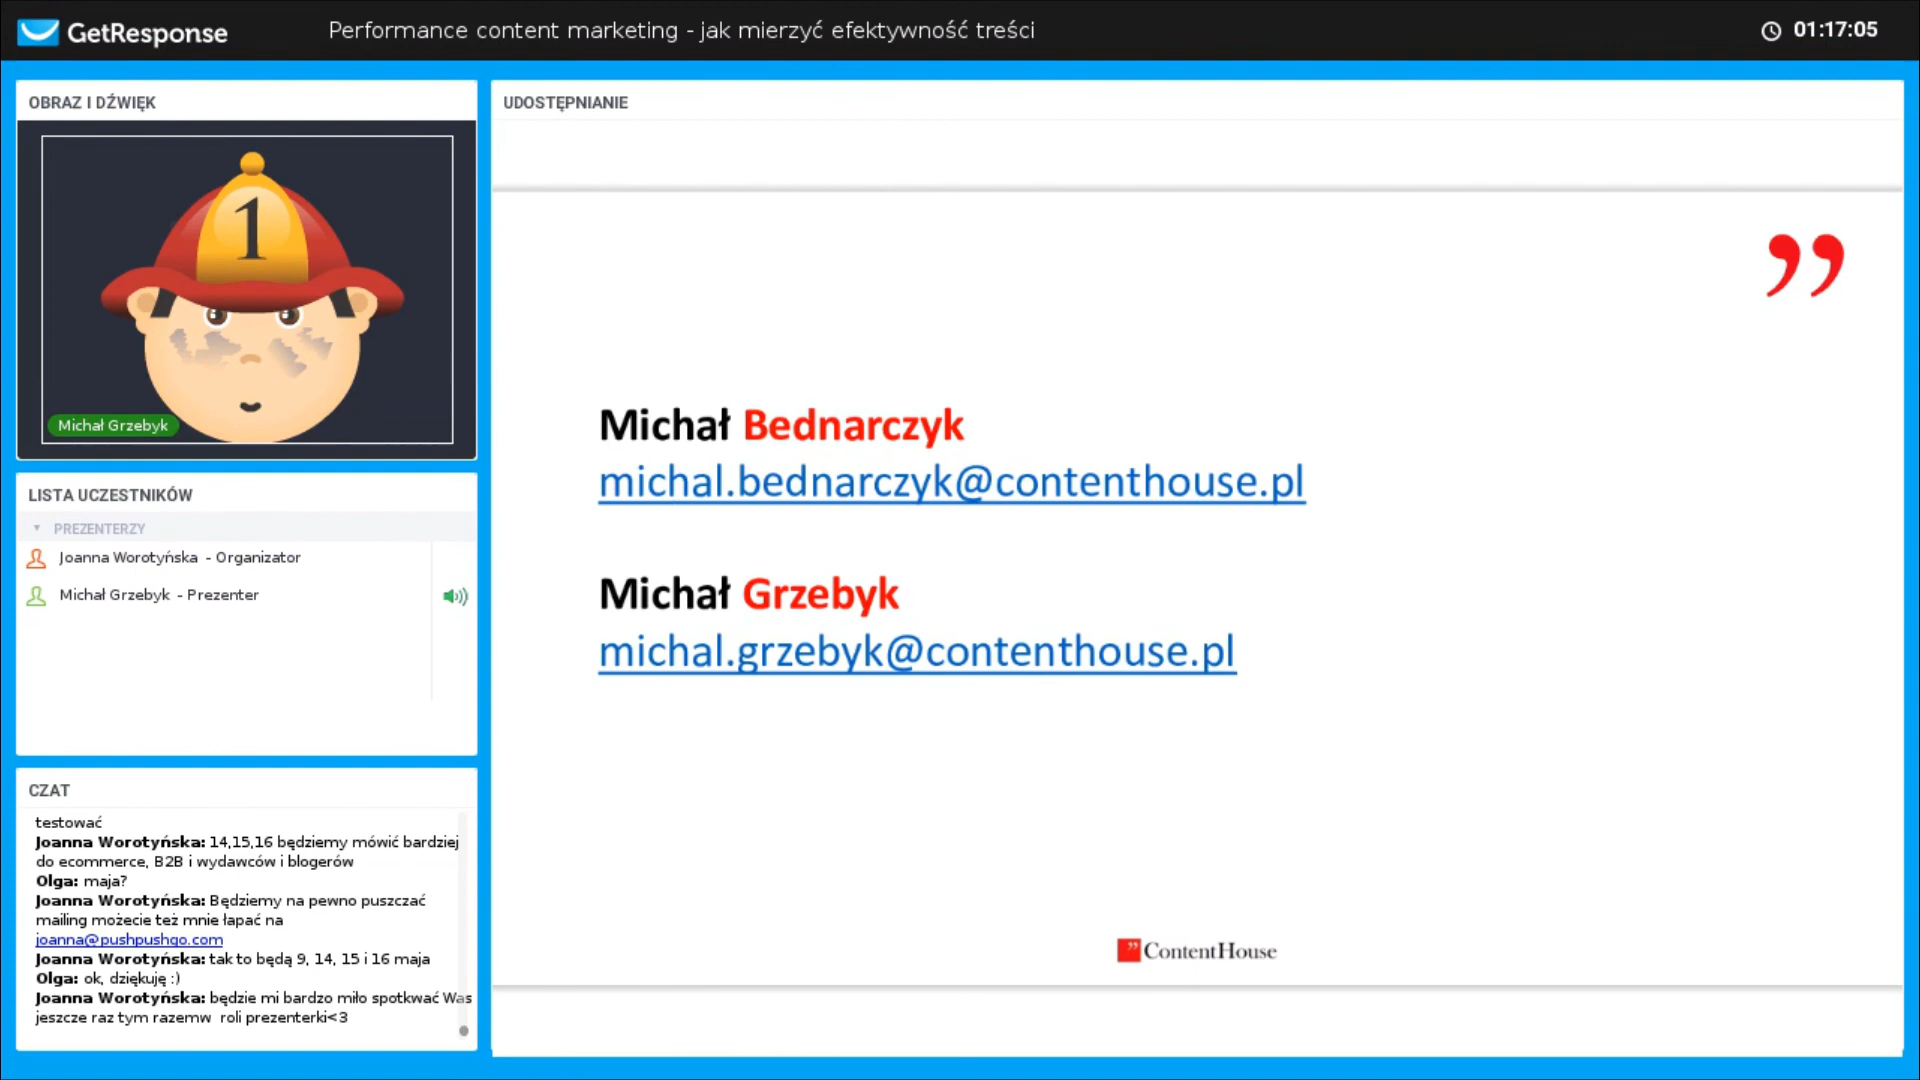 GetResponse
Performance content marketing - jak mierzyć efektywność treści
01:17:05
OBRAZ I DŹWIĘK
1
Michał Grzebyk
LISTA UCZESTNIKÓW
PREZENTERZY
Joanna Worotyńska - Organizator
Michał Grzebyk - Prezenter
CZAT
testować
Joanna Worotyńska: 14,15,16 będziemy mówić bardziej
do ecommerce, B2B i wydawców i blogerów
Olga: maja?
Joanna Worotyńska: Będziemy na pewno puszczać
mailing możecie też mnie łapać na
joanna@pushpushgo.com
Joanna Worotyńska: tak to będą 9, 14, 15 i 16 maja
Olga: ok, dziękuję :)
Joanna Worotyńska: będzie mi bardzo miło spotkwać Was
jeszcze raz tym razemw  roli prezenterki<3
UDOSTĘPNIANIE
”
Michał Bednarczyk
michal.bednarczyk@contenthouse.pl
Michał Grzebyk
michal.grzebyk@contenthouse.pl
” ContentHouse